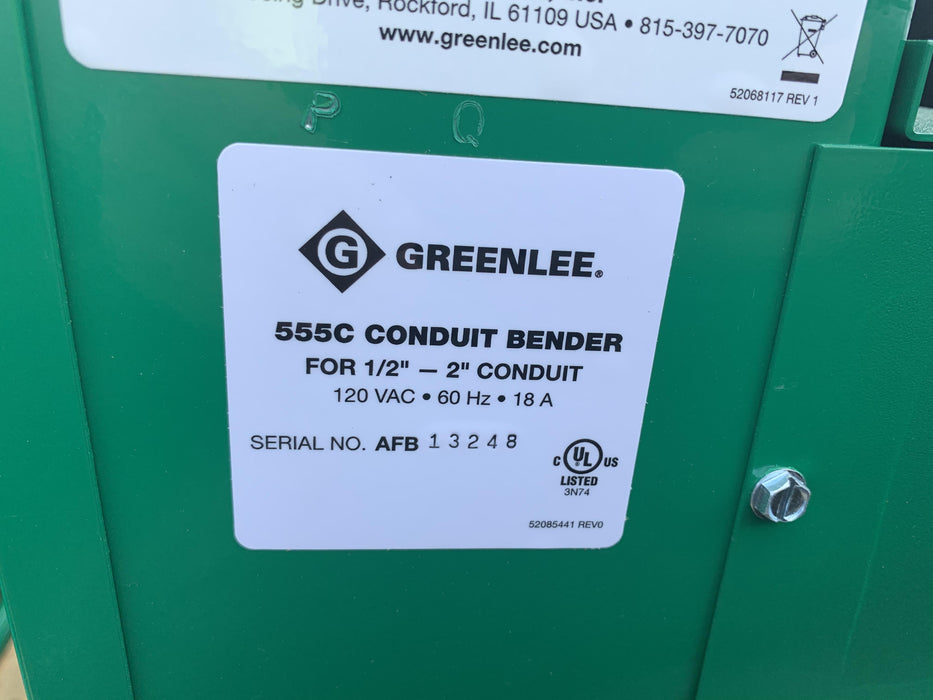 Drive, Rockford, IL 61109 USA • 815-397-7070
www.greenlee.com
52068117 REV 1
P Q
G GREENLEE®
555C CONDUIT BENDER
FOR 1/2" — 2" CONDUIT
120 VAC • 60 Hz • 18 A
SERIAL NO. AFB 13248
C UL US
LISTED
3N74
52085441 REV0